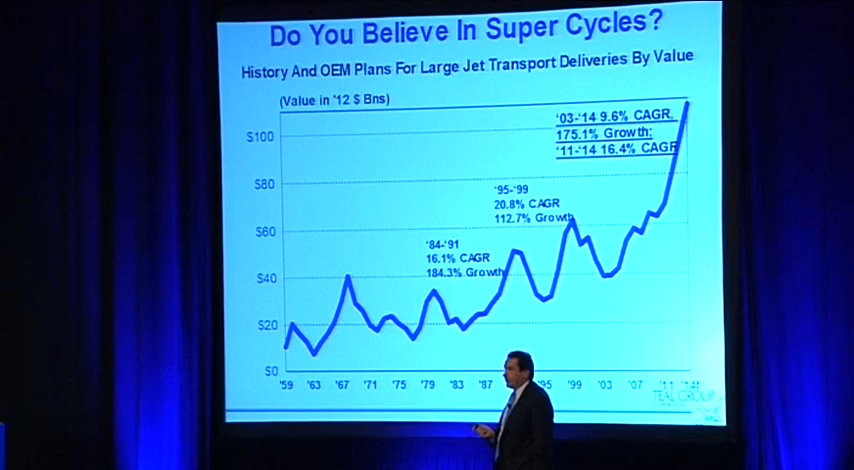 Do You Believe In Super Cycles?
History And OEM Plans For Large Jet Transport Deliveries By Value
(Value in '12 $ Bns)
'03-'14 9.6% CAGR,
175.1% Growth;
'11-'14 16.4% CAGR
$100
$80
'95-'99
20.8% CAGR
112.7% Growth
$60
'84-'91
16.1% CAGR
184.3% Growth
$40
$20
$0
'59 '63 '67 '71 '75 '79 '83 '87 '95 '99 '03 '07 '11 '14f
TEAL GROUP